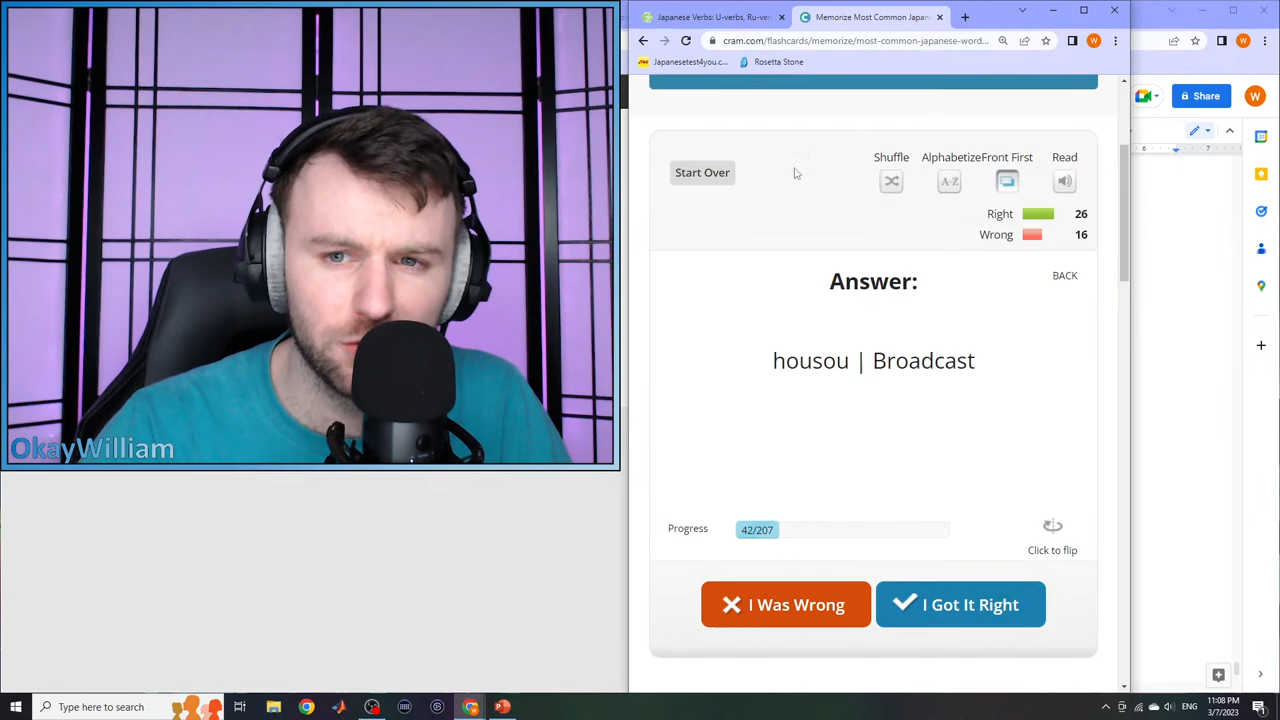 Japanese Verbs: U-verbs, Ru-ver
Memorize Most Common Japan
cram.com/flashcards/memorize/most-common-japanese-word...
Japanesetest4you.c...
Rosetta Stone
W
Share
W
W
6
7
Start Over
Shuffle
Alphabetize
Front First
Read
A-Z
Right
26
Wrong
16
Answer:
BACK
housou | Broadcast
OkayWilliam
Progress
42/207
Click to flip
I Was Wrong
I Got It Right
Type here to search
ENG
11:08 PM
3/7/2023